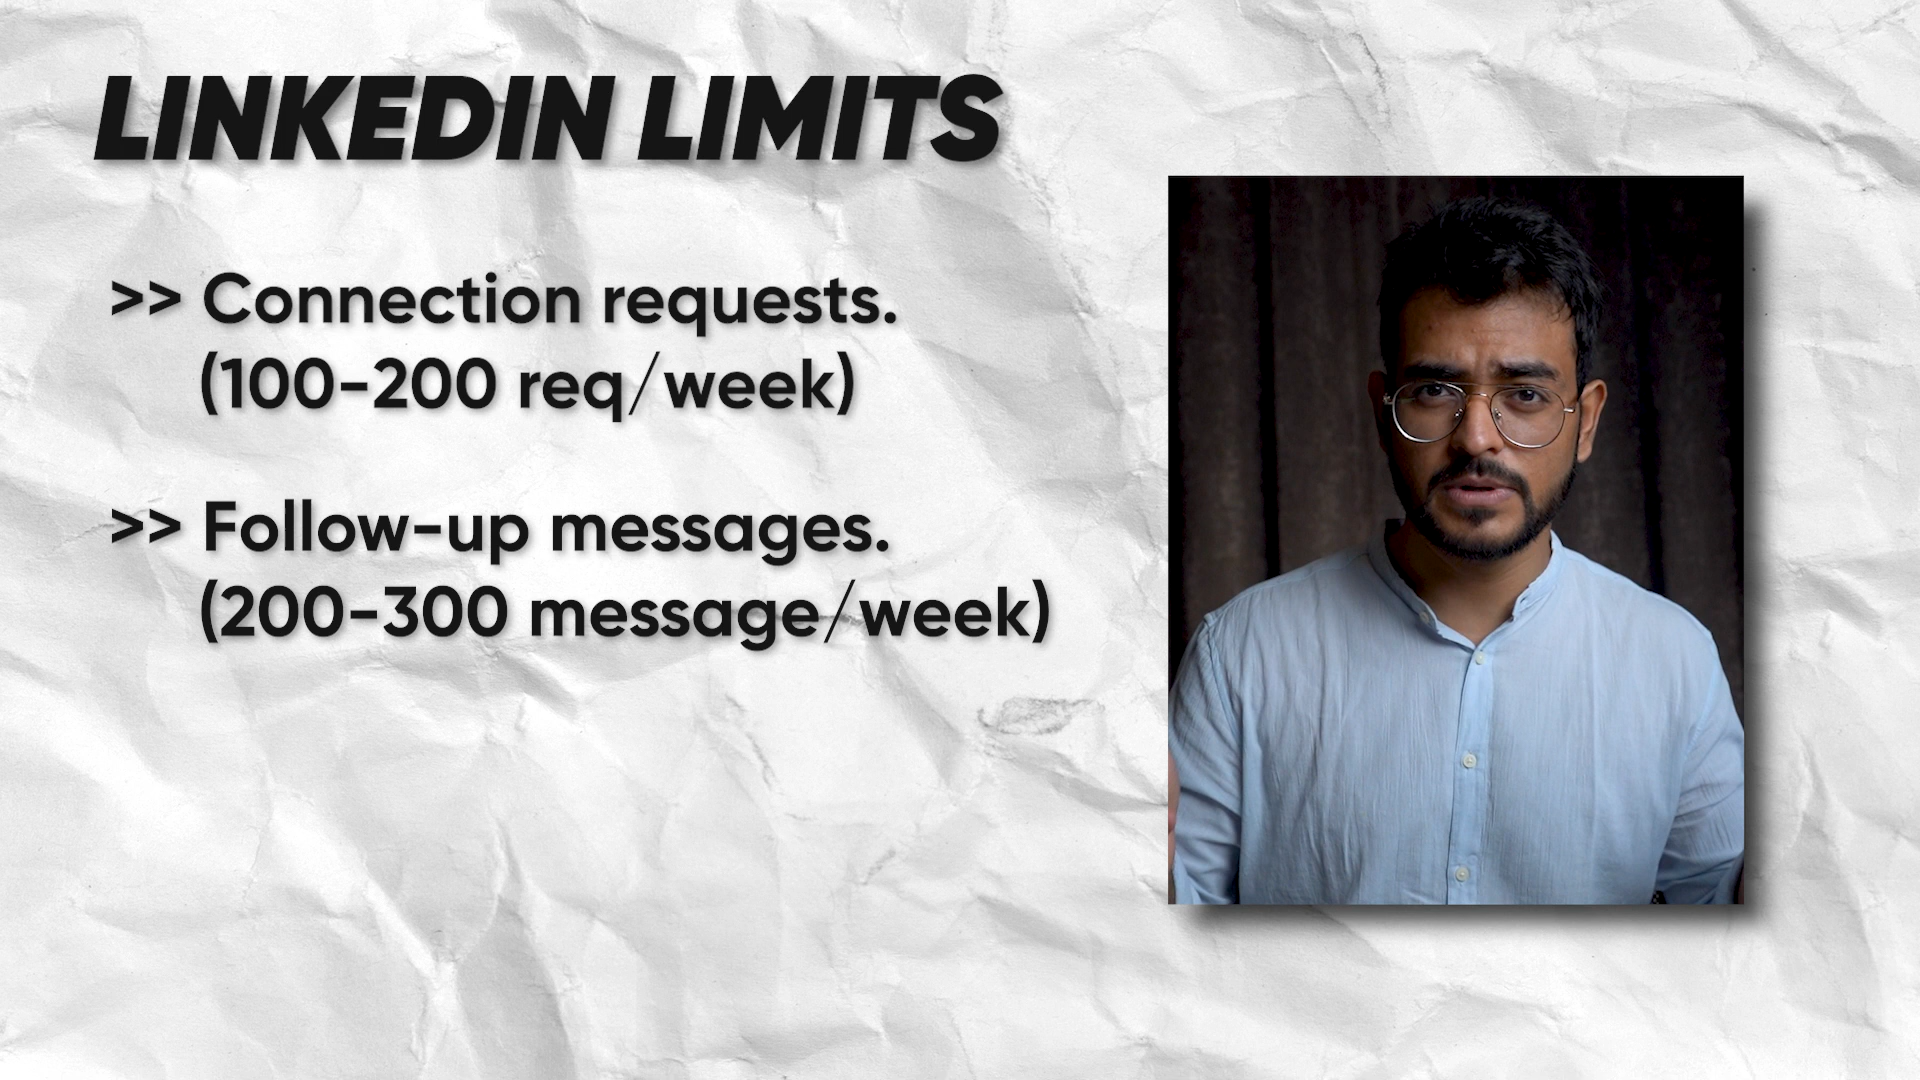 LINKEDIN LIMITS
>> Connection requests.
(100-200 req/week)
>> Follow-up messages.
(200-300 message/week)